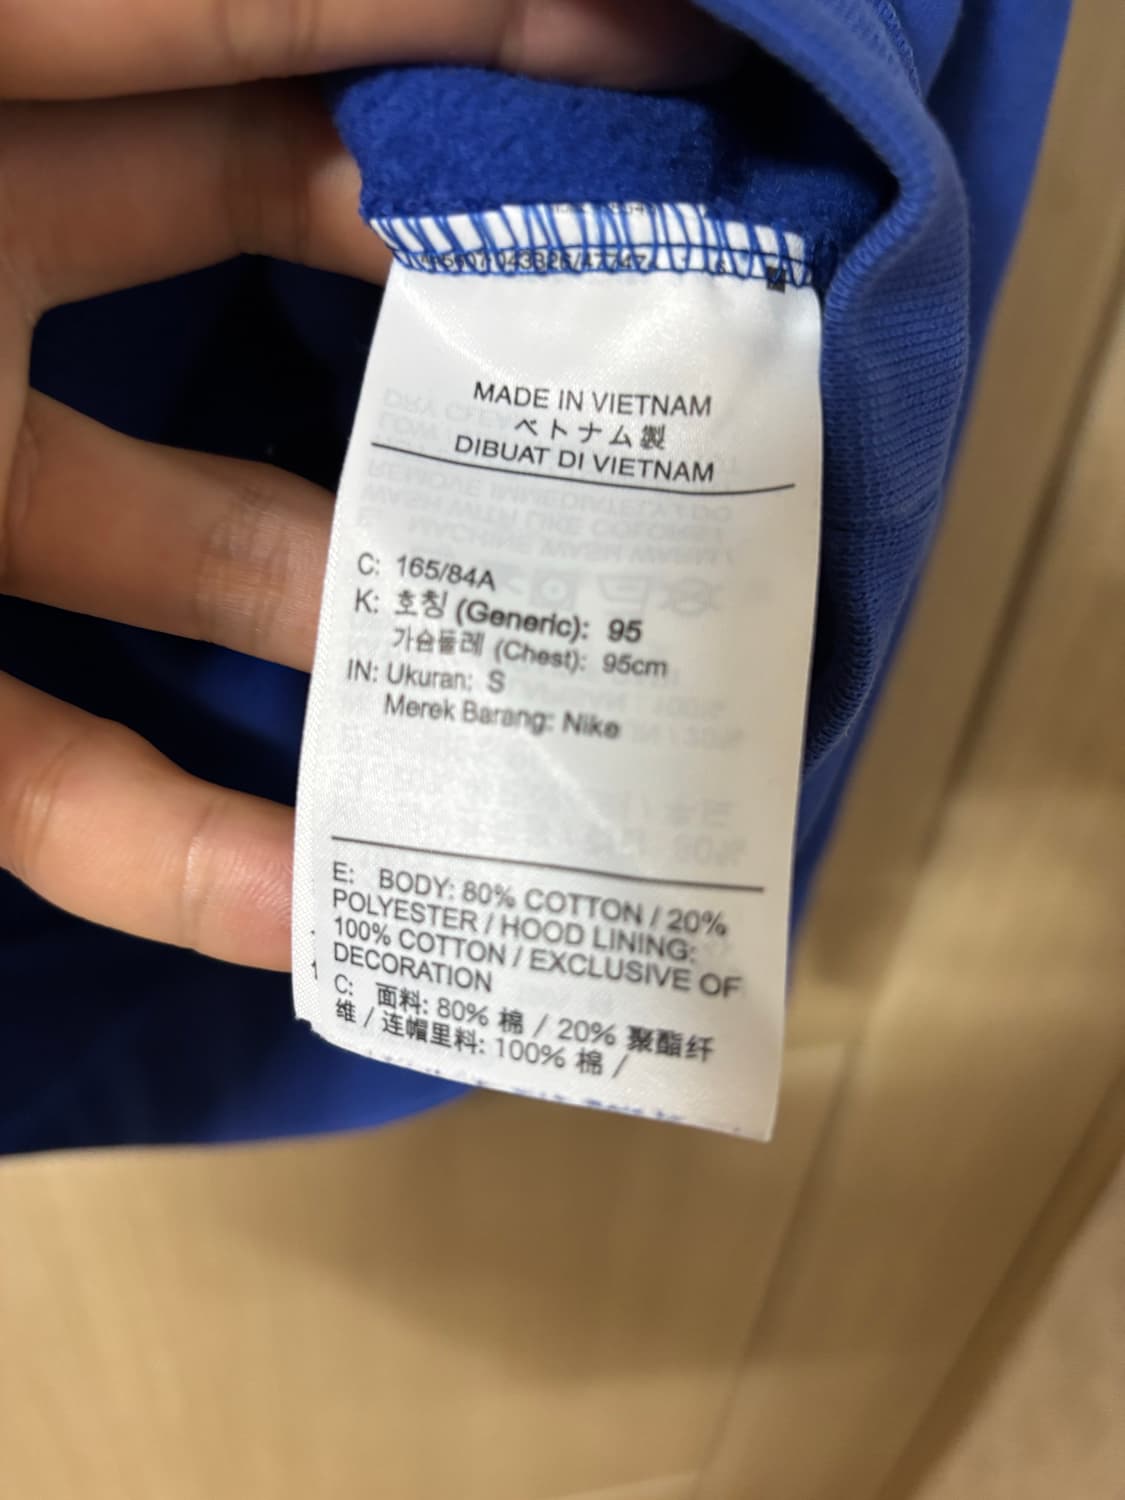 MADE IN VIETNAM
ベトナム製
DIBUAT DI VIETNAM
C: 165/84A
K: 호칭 (Generic): 95
가슴둘레 (Chest): 95cm
IN: Ukuran: S
Merek Barang: Nike
E: BODY: 80% COTTON / 20%
POLYESTER / HOOD LINING:
100% COTTON / EXCLUSIVE OF
DECORATION
C: 面料: 80% 棉 / 20% 聚酯纤
维 / 连帽里料: 100% 棉 /